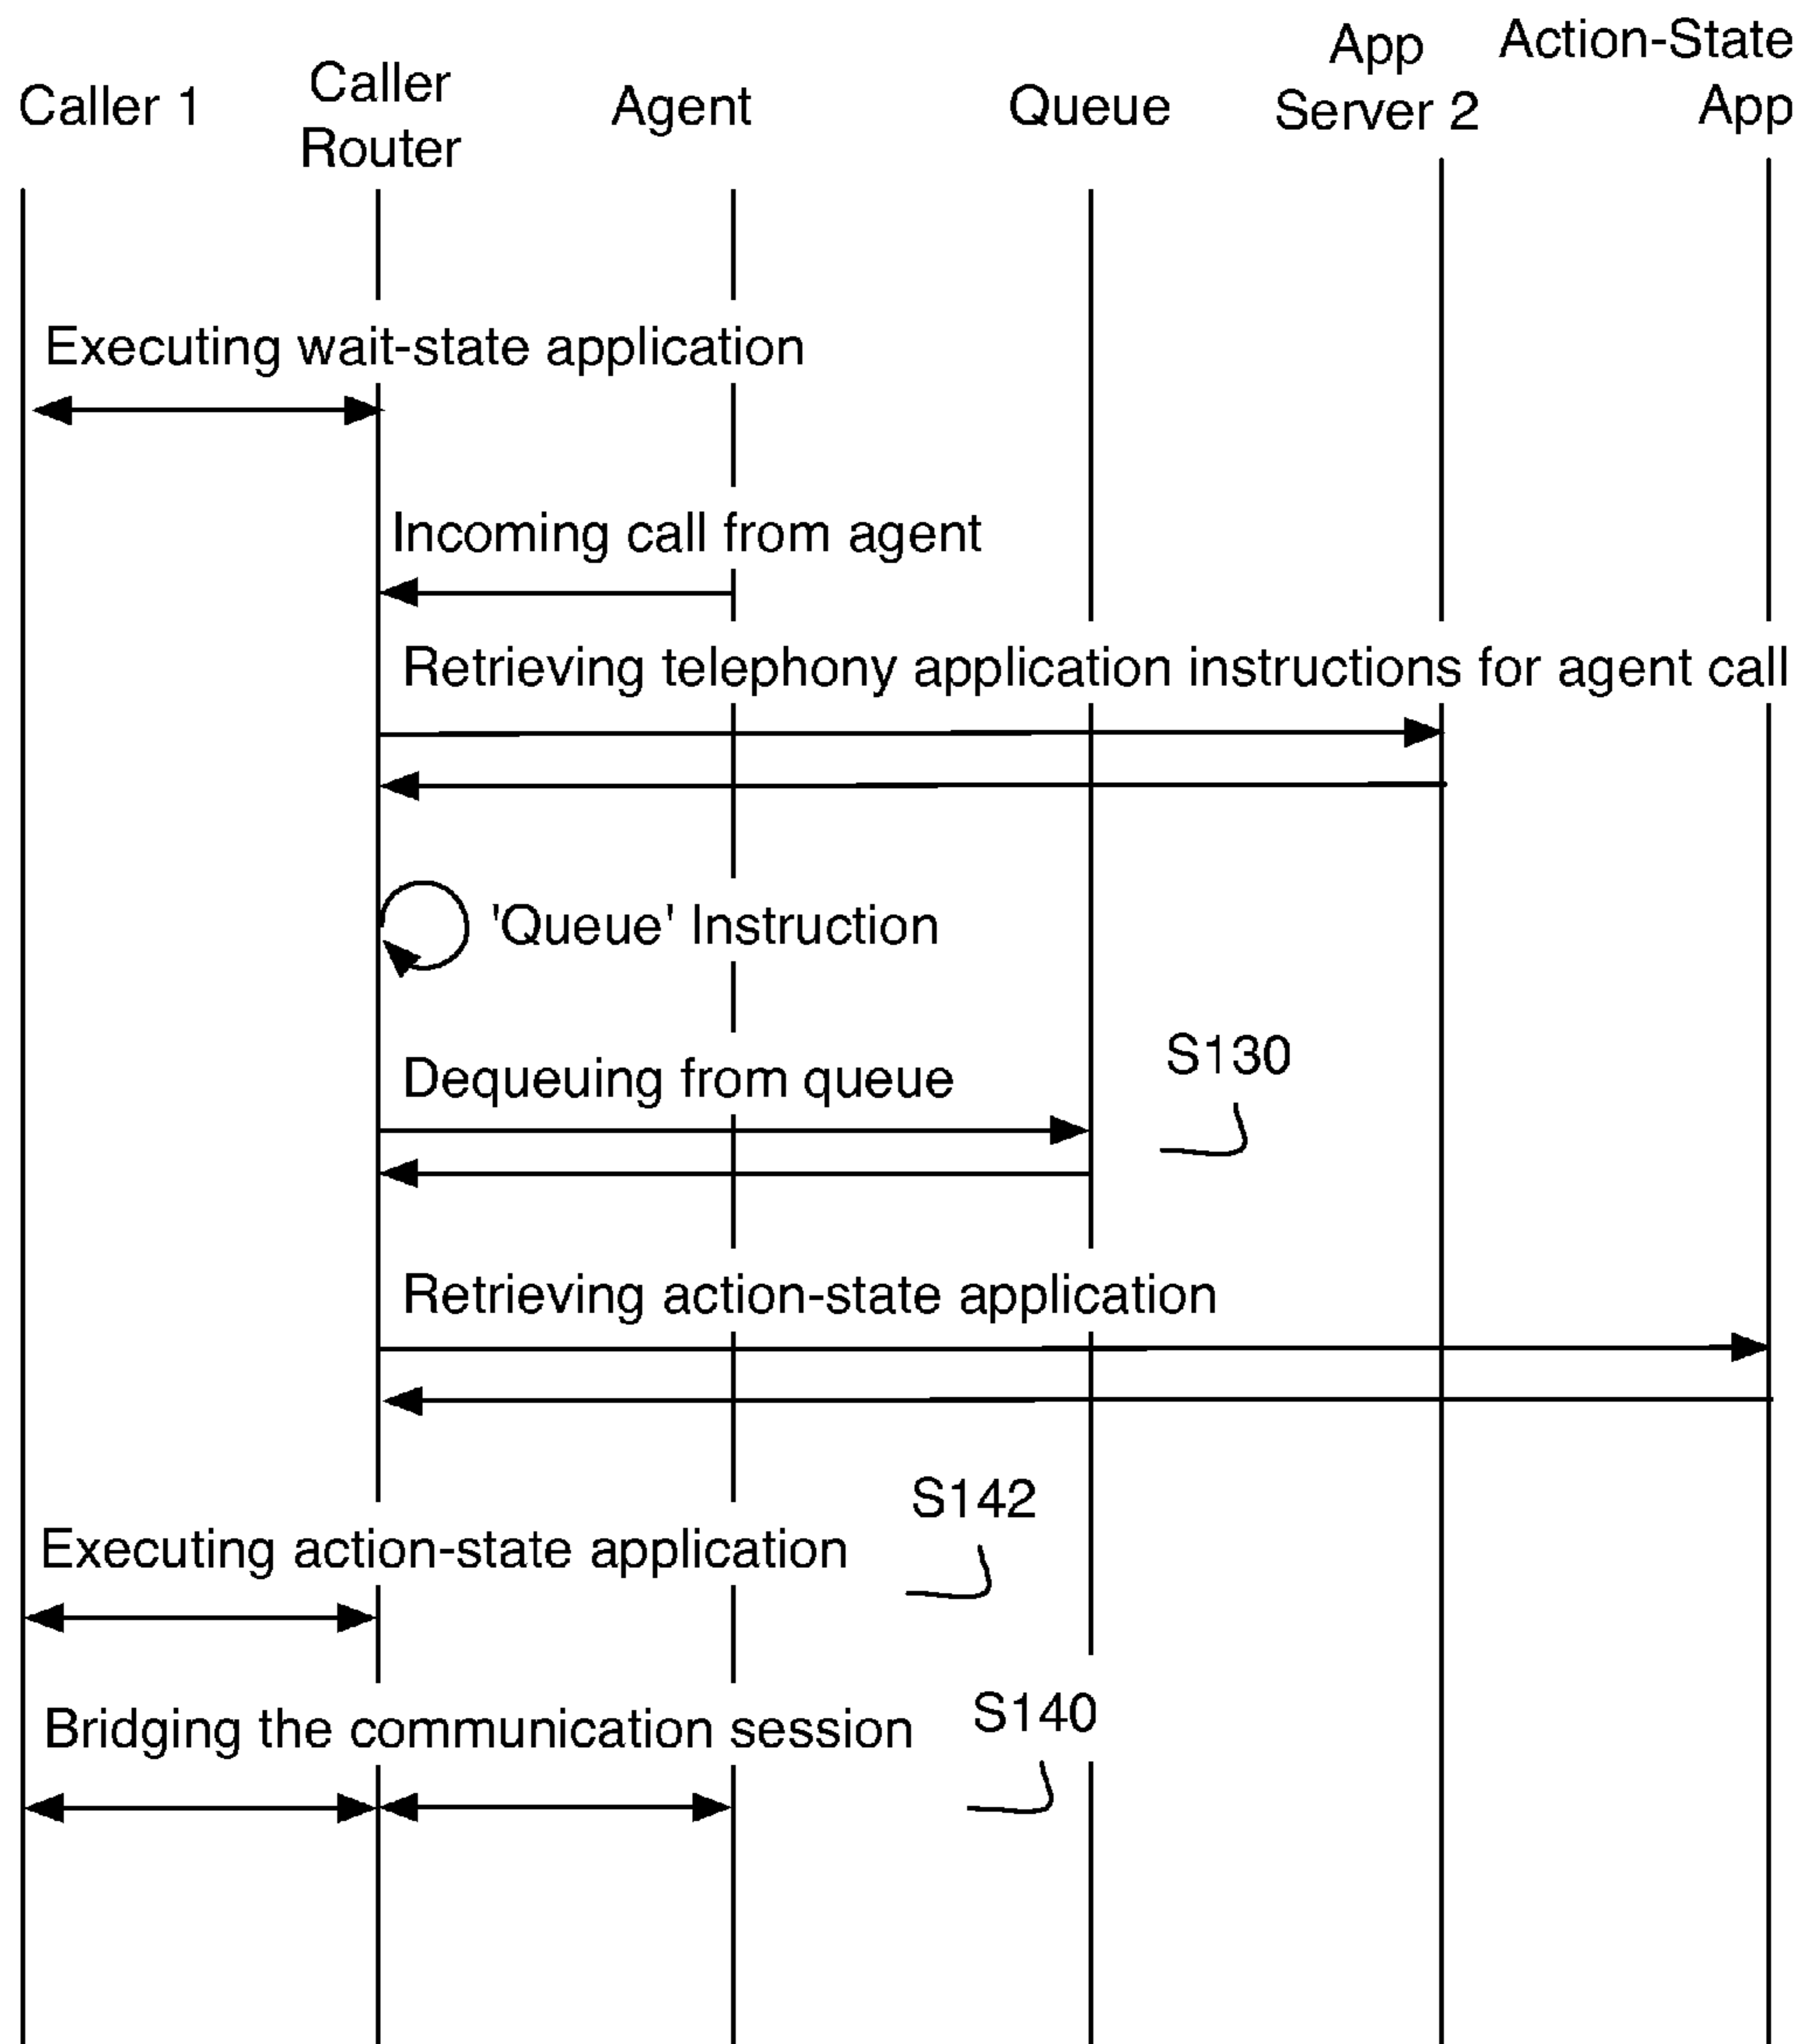 Caller 1
Caller
Router
Agent
Queue
App
Server 2
Action-State
App
Executing wait-state application
Incoming call from agent
Retrieving telephony application instructions for agent call
'Queue' Instruction
S130
Dequeuing from queue
Retrieving action-state application
S142
Executing action-state application
S140
Bridging the communication session